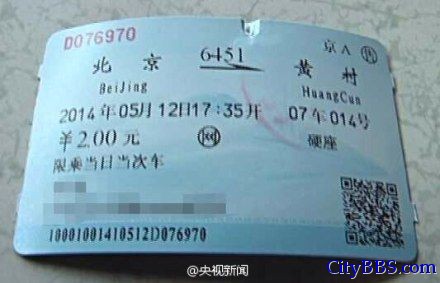 D076970
京A 售
北京 6451 黄村
BeiJing HuangCun
2014年05月12日17:35开 07车014号
¥2.00元 网 硬座
限乘当日当次车
10001001410512D076970
@央视新闻
CityBBS.com